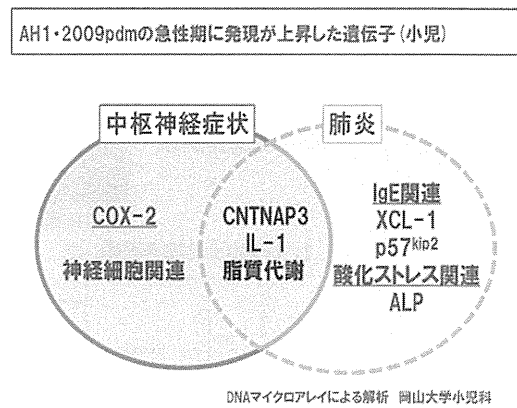 AH1・2009pdmの急性期に発現が上昇した遺伝子(小児)
中枢神経症状
肺炎
COX-2
神経細胞関連
CNTNAP3
IL-1
脂質代謝
IgE関連
XCL-1
p57kip2
酸化ストレス関連
ALP
DNAマイクロアレイによる解析 岡山大学小児科